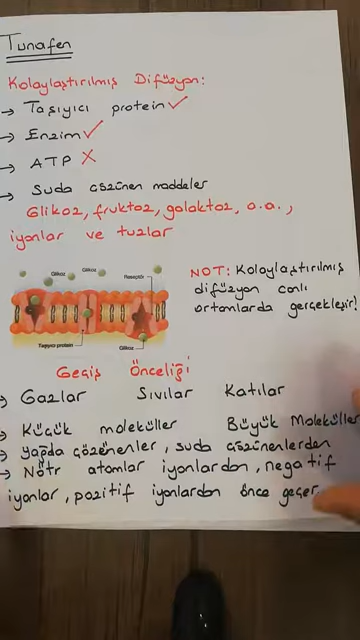 Tunafen
Kolaylaştırılmış Difüzyon:
→ Taşıyıcı protein ✓
→ Enzim ✓
→ ATP X
→ Suda çözünen maddeler
Glikoz, fruktoz, galaktoz, a.a.,
iyonlar ve tuzlar
Glikoz Glikoz Reseptör
Taşıyıcı protein Glikoz
NOT: Kolaylaştırılmış
difüzyon canlı
ortamlarda gerçekleşir!
Geçiş Önceliği
→ Gazlar Sıvılar Katılar
→ Küçük moleküller Büyük Moleküller
→ yağda çözünenler, suda çözünenlerden
→ Nötr atomlar iyonlardan, negatif
iyonlar, pozitif iyonlardan önce geçer